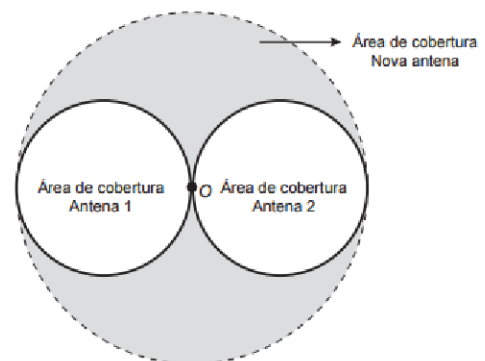 Área de cobertura
Nova antena
Área de cobertura
Antena 1
O
Área de cobertura
Antena 2